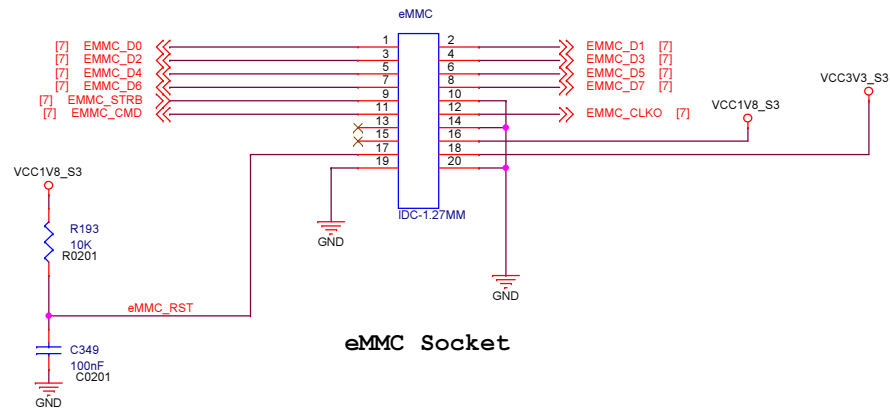 eMMC
[7] EMMC_D0 1 2 EMMC_D1 [7]
[7] EMMC_D2 3 4 EMMC_D3 [7]
[7] EMMC_D4 5 6 EMMC_D5 [7]
[7] EMMC_D6 7 8 EMMC_D7 [7]
[7] EMMC_STRB 9 10
[7] EMMC_CMD 11 12 EMMC_CLKO [7]
13 14
15 16
17 18
19 20
VCC1V8_S3
VCC3V3_S3
IDC-1.27MM
GND
GND
VCC1V8_S3
R193
10K
R0201
eMMC_RST
C349
100nF
C0201
GND
eMMC Socket